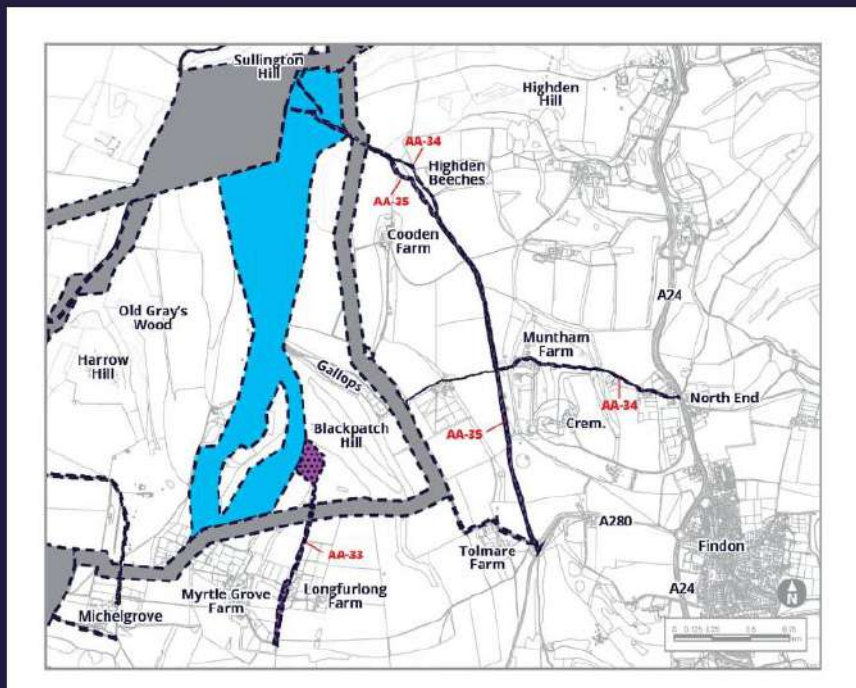 Sullington
Hill
Highden
Hill
AA-34
Highden
Beeches
AA-35
Cooden
Farm
A24
Old Gray's
Wood
Muntham
Farm
Harrow
Hill
Gallops
AA-34
North End
Blackpatch
Hill
AA-35
Crem.
A280
AA-33
Tolmare
Farm
Findon
Myrtle Grove
Farm
Longfurlong
Farm
A24
Michelgrove
N